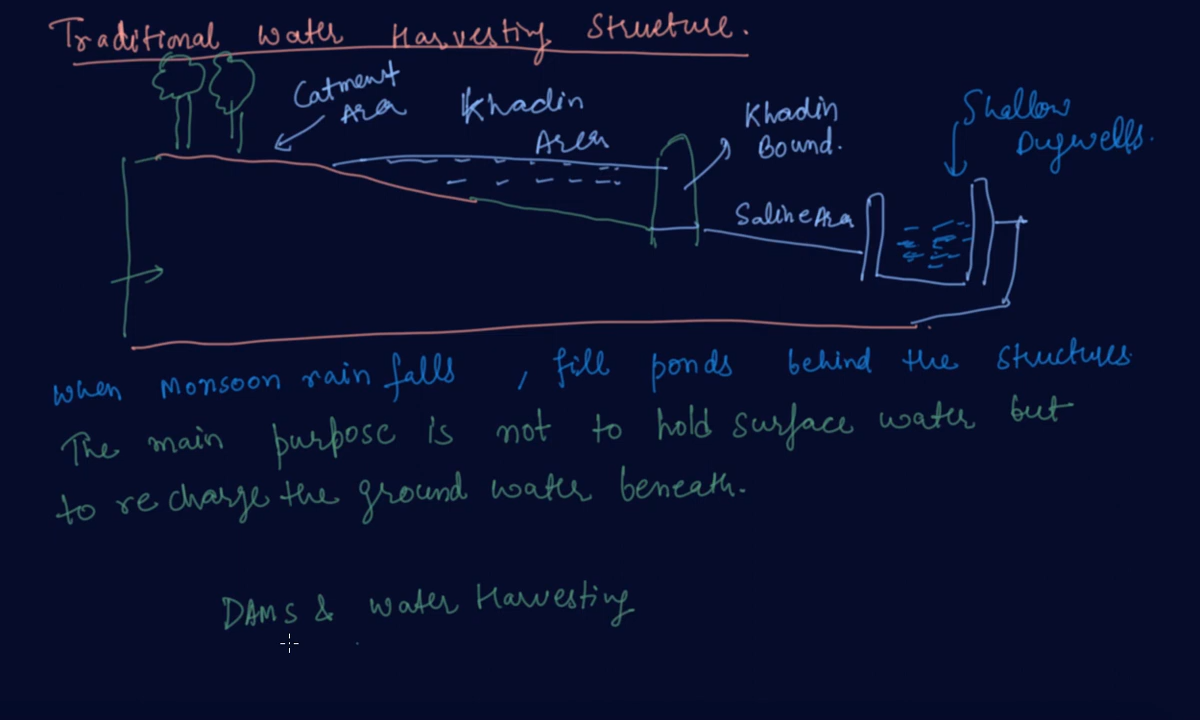 Traditional Water Harvesting Structure.
Catment
Area
Khadin
Area
Khadin
Bound.
Shallow
Dugwells.
Saline Area
When Monsoon rain falls , fill ponds behind the structures
The main purpose is not to hold surface water but
to recharge the ground water beneath.
DAMS & Water Harvesting